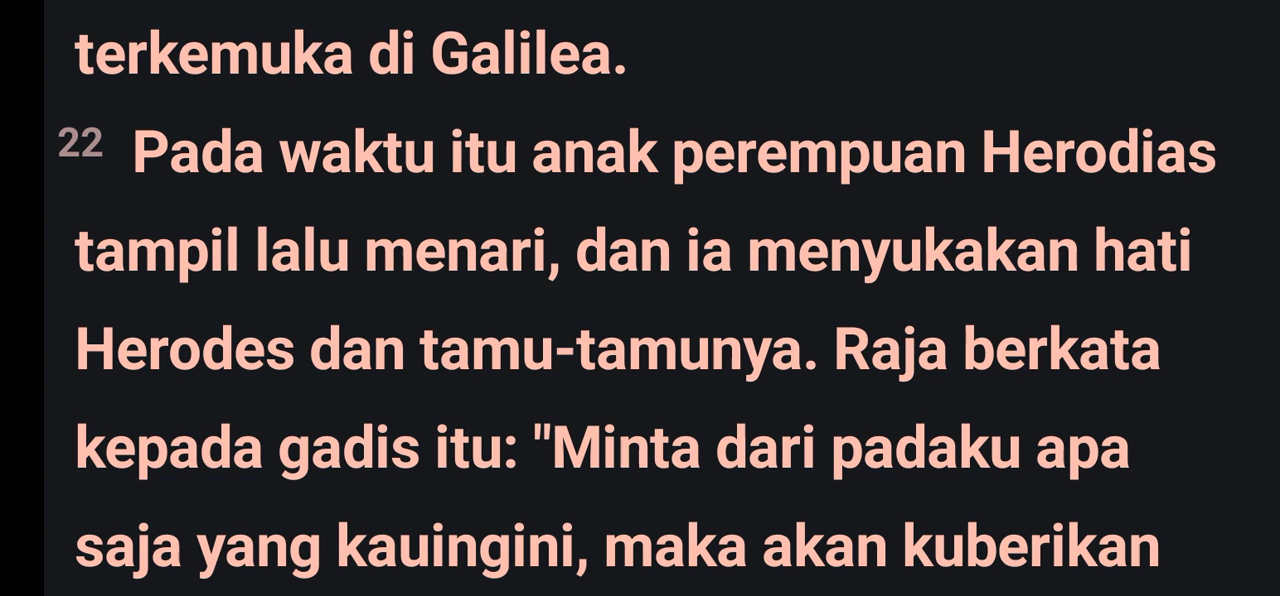 terkemuka di Galilea.
22 Pada waktu itu anak perempuan Herodias
tampil lalu menari, dan ia menyukakan hati
Herodes dan tamu-tamunya. Raja berkata
kepada gadis itu: "Minta dari padaku apa
saja yang kauingini, maka akan kuberikan